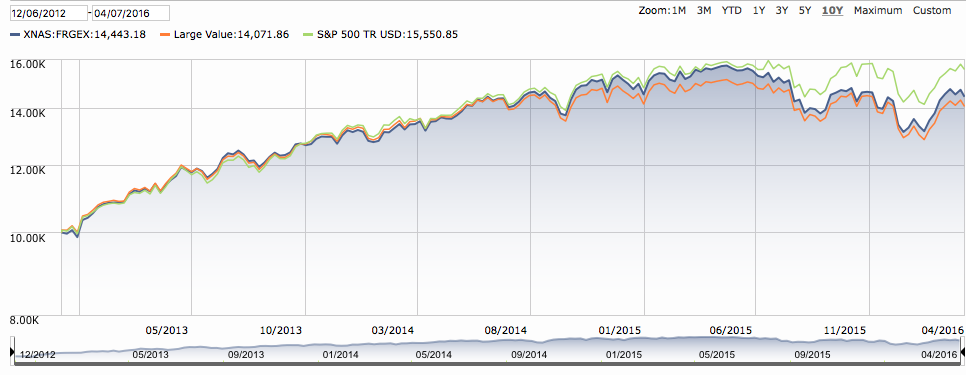 12/06/2012 - 04/07/2016 Zoom: 1M 3M YTD 1Y 3Y 5Y 10Y Maximum Custom
XNAS:FRGEX:14,443.18 Large Value:14,071.86 S&P 500 TR USD:15,550.85
16.00K
14.00K
12.00K
10.00K
8.00K
05/2013 10/2013 03/2014 08/2014 01/2015 06/2015 11/2015 04/2016
12/2012 05/2013 09/2013 01/2014 05/2014 09/2014 01/2015 05/2015 09/2015 04/2016